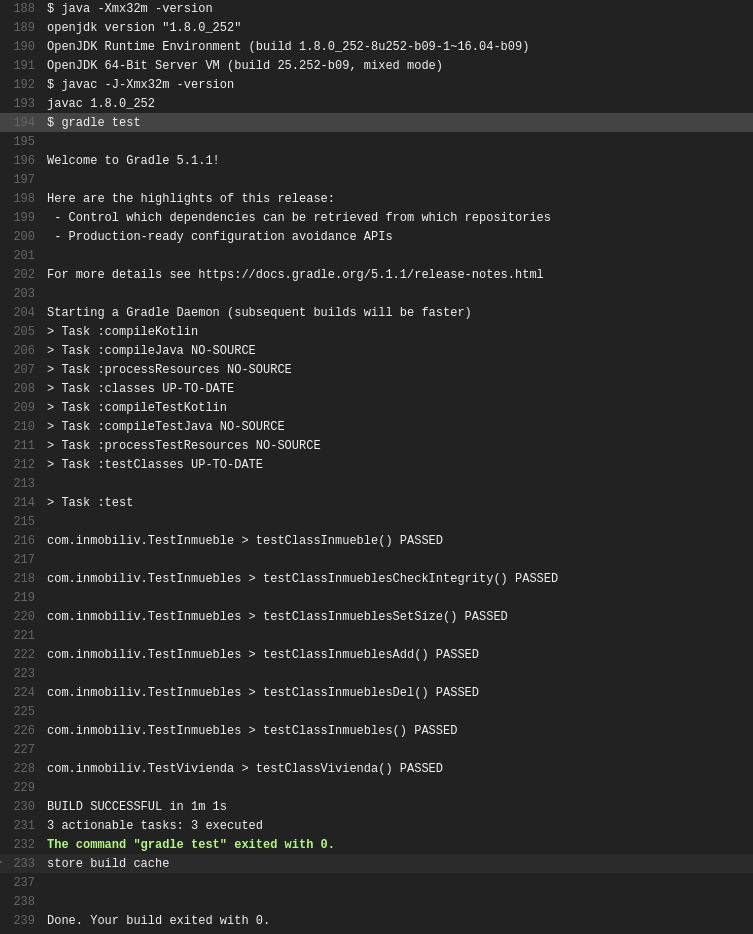 188 $ java -Xmx32m -version
189 openjdk version "1.8.0_252"
190 OpenJDK Runtime Environment (build 1.8.0_252-8u252-b09-1~16.04-b09)
191 OpenJDK 64-Bit Server VM (build 25.252-b09, mixed mode)
192 $ javac -J-Xmx32m -version
193 javac 1.8.0_252
194 $ gradle test
195
196 Welcome to Gradle 5.1.1!
197
198 Here are the highlights of this release:
199  - Control which dependencies can be retrieved from which repositories
200  - Production-ready configuration avoidance APIs
201
202 For more details see https://docs.gradle.org/5.1.1/release-notes.html
203
204 Starting a Gradle Daemon (subsequent builds will be faster)
205 > Task :compileKotlin
206 > Task :compileJava NO-SOURCE
207 > Task :processResources NO-SOURCE
208 > Task :classes UP-TO-DATE
209 > Task :compileTestKotlin
210 > Task :compileTestJava NO-SOURCE
211 > Task :processTestResources NO-SOURCE
212 > Task :testClasses UP-TO-DATE
213
214 > Task :test
215
216 com.inmobiliv.TestInmueble > testClassInmueble() PASSED
217
218 com.inmobiliv.TestInmuebles > testClassInmueblesCheckIntegrity() PASSED
219
220 com.inmobiliv.TestInmuebles > testClassInmueblesSetSize() PASSED
221
222 com.inmobiliv.TestInmuebles > testClassInmueblesAdd() PASSED
223
224 com.inmobiliv.TestInmuebles > testClassInmueblesDel() PASSED
225
226 com.inmobiliv.TestInmuebles > testClassInmuebles() PASSED
227
228 com.inmobiliv.TestVivienda > testClassVivienda() PASSED
229
230 BUILD SUCCESSFUL in 1m 1s
231 3 actionable tasks: 3 executed
232 The command "gradle test" exited with 0.
233 store build cache
237
238
239 Done. Your build exited with 0.